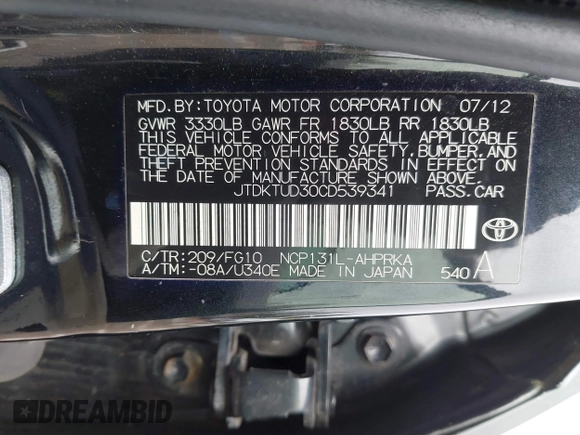 MFD. BY: TOYOTA MOTOR CORPORATION 07/12
GVWR 3330LB GAWR FR 1830LB RR 1830LB
THIS VEHICLE CONFORMS TO ALL APPLICABLE
FEDERAL MOTOR VEHICLE SAFETY, BUMPER, AND
THEFT PREVENTION STANDARDS IN EFFECT ON
THE DATE OF MANUFACTURE SHOWN ABOVE.
JTDKTUD30CD539341 PASS. CAR
C/TR: 209/FG10 NCP131L-AHPRKA
A/TM: -08A/U340E MADE IN JAPAN 540 A
DREAMBID